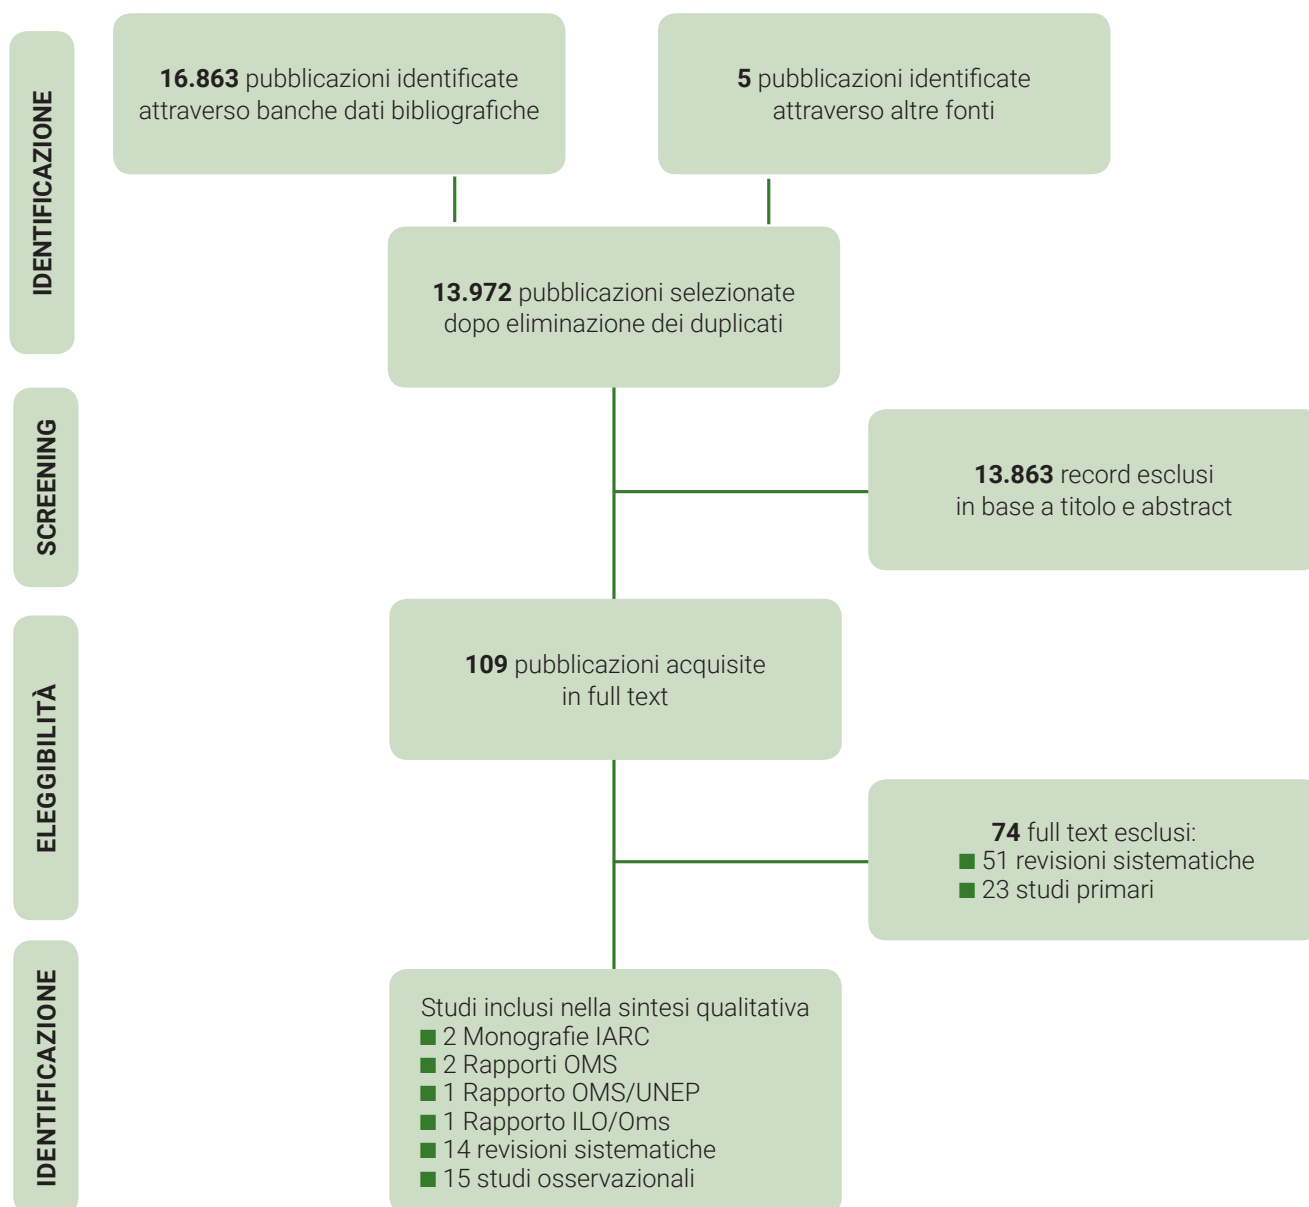 IDENTIFICAZIONE
16.863 pubblicazioni identificate
attraverso banche dati bibliografiche
5 pubblicazioni identificate
attraverso altre fonti
13.972 pubblicazioni selezionate
dopo eliminazione dei duplicati
SCREENING
13.863 record esclusi
in base a titolo e abstract
ELEGGIBILITÀ
109 pubblicazioni acquisite
in full text
74 full text esclusi:
■ 51 revisioni sistematiche
■ 23 studi primari
IDENTIFICAZIONE
Studi inclusi nella sintesi qualitativa
■ 2 Monografie IARC
■ 2 Rapporti OMS
■ 1 Rapporto OMS/UNEP
■ 1 Rapporto ILO/Oms
■ 14 revisioni sistematiche
■ 15 studi osservazionali